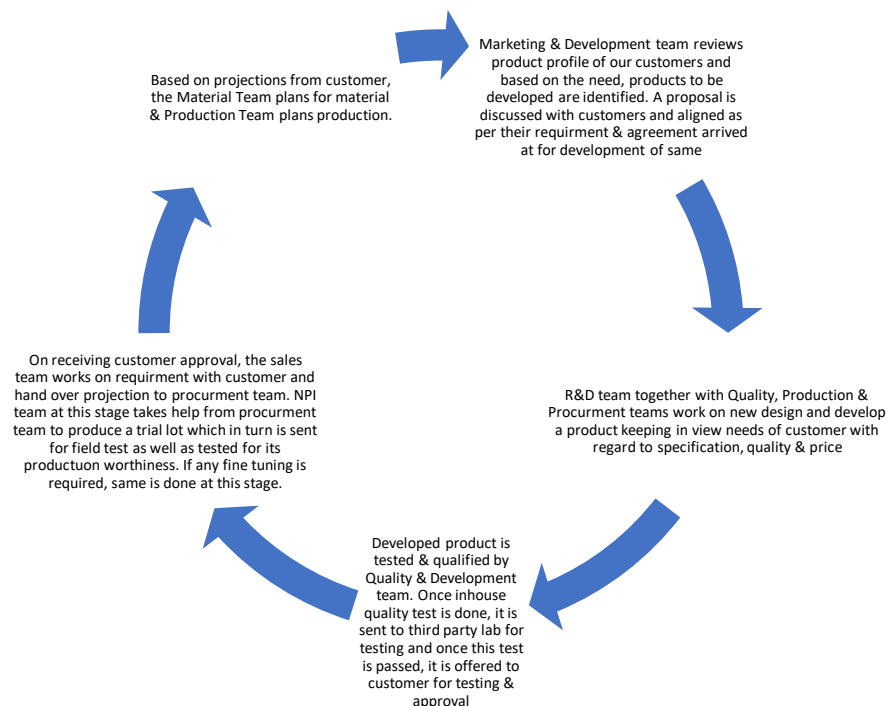 Marketing & Development team reviews
product profile of our customers and
based on the need, products to be
developed are identified. A proposal is
discussed with customers and aligned as
per their requirment & agreement arrived
at for development of same
R&D team together with Quality, Production &
Procurment teams work on new design and develop
a product keeping in view needs of customer with
regard to specification, quality & price
Developed product is
tested & qualified by
Quality & Development
team. Once inhouse
quality test is done, it is
sent to third party lab for
testing and once this test
is passed, it is offered to
customer for testing &
approval
On receiving customer approval, the sales
team works on requirment with customer and
hand over projection to procurment team. NPI
team at this stage takes help from procurment
team to produce a trial lot which in turn is sent
for field test as well as tested for its
productuon worthiness. If any fine tuning is
required, same is done at this stage.
Based on projections from customer,
the Material Team plans for material
& Production Team plans production.